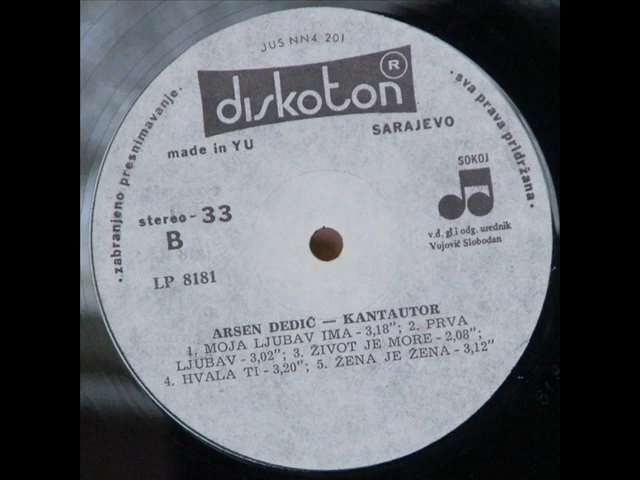 JUS NN4 201
diskoton ®
SARAJEVO
made in YU
•zabranjeno presnimavanje•
•sva prava pridržana•
SOKOJ
stereo - 33
B
v.d. gl.i odg. urednik
Vujović Slobodan
LP 8181
ARSEN DEDIĆ — KANTAUTOR
1. MOJA LJUBAV IMA - 3,18"; 2. PRVA
LJUBAV - 3,02"; 3. ŽIVOT JE MORE - 2,08";
4. HVALA TI - 3,20"; 5. ŽENA JE ŽENA - 3,12"